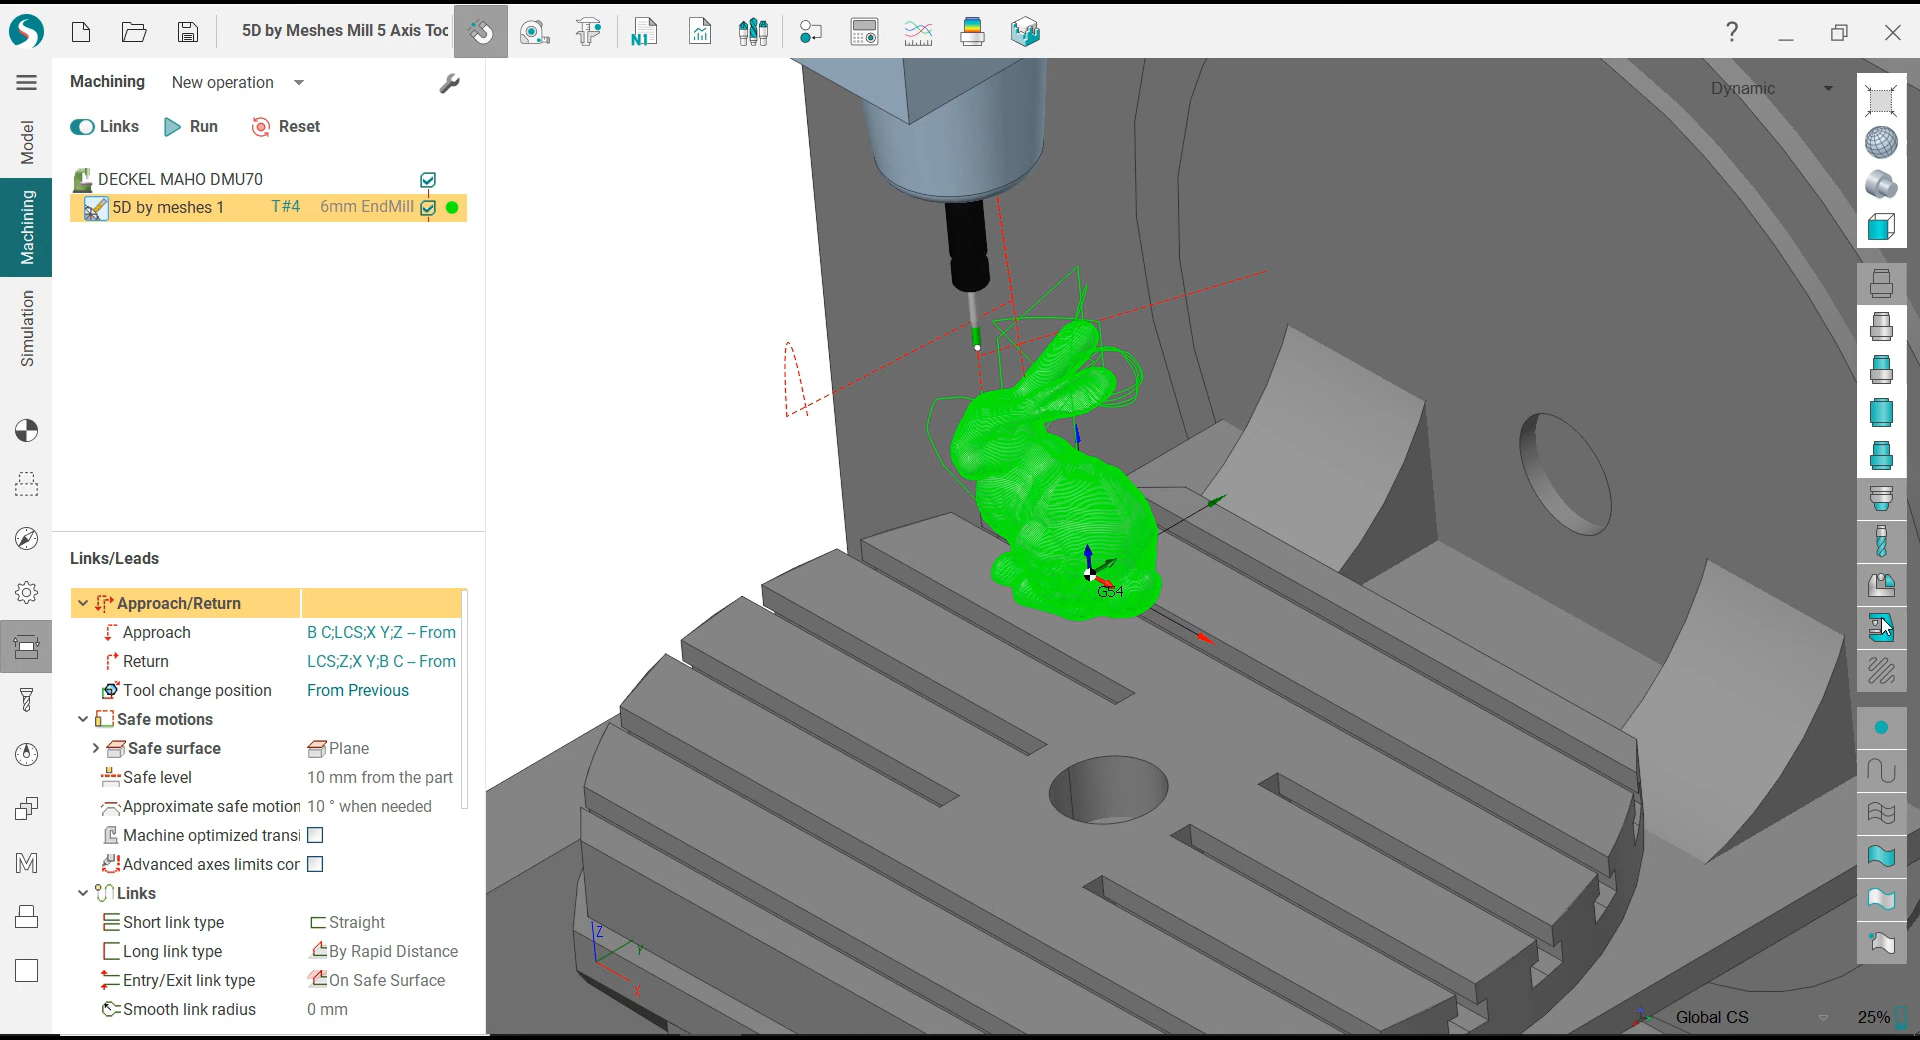 5D by Meshes Mill 5 Axis Toc
N1
?
Machining New operation
Links Run Reset
Model
Machining
Simulation
DECKEL MAHO DMU70
5D by meshes 1 T#4 6mm EndMill
Links/Leads
Approach/Return
Approach B C;LCS;X Y;Z – From
Return LCS;Z;X Y;B C – From
Tool change position From Previous
Safe motions
Safe surface Plane
Safe level 10 mm from the part
Approximate safe motion 10 ° when needed
Machine optimized transi
Advanced axes limits cor
Links
Short link type Straight
Long link type By Rapid Distance
Entry/Exit link type On Safe Surface
Smooth link radius 0 mm
M
Dynamic
G54
Z
Y
X
Global CS 25%